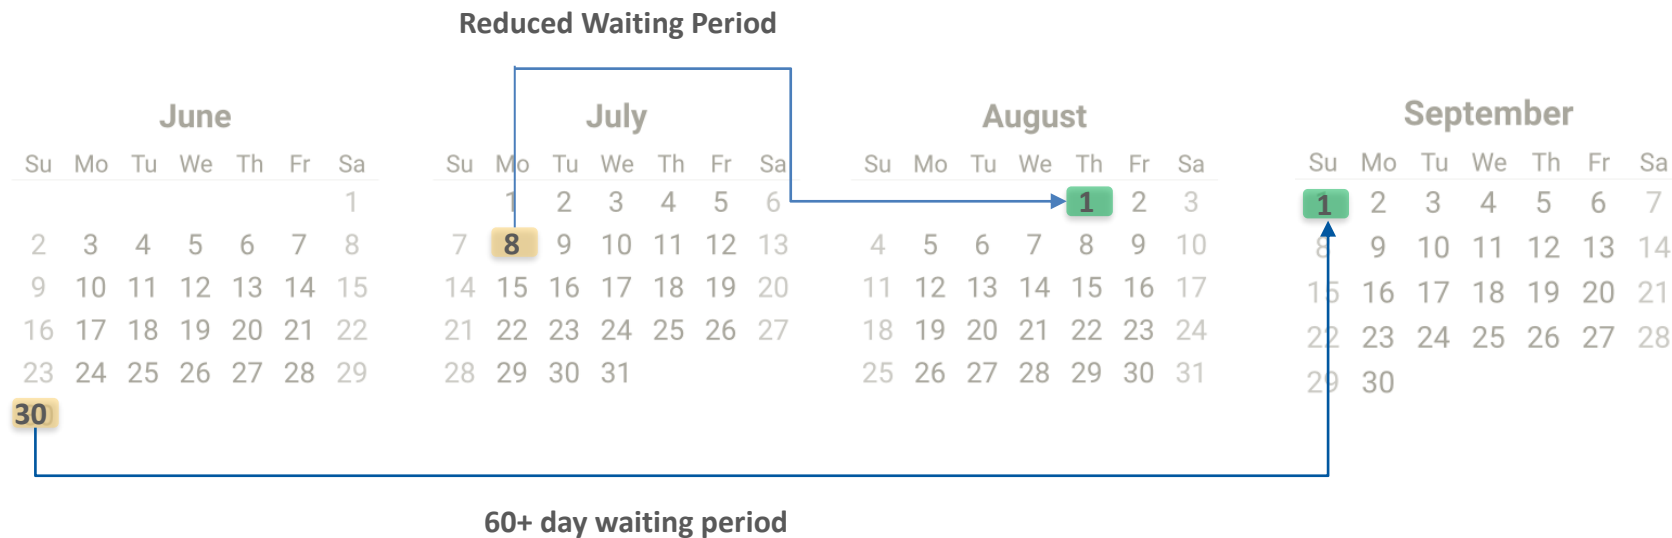 Reduced Waiting Period
June
Su Mo Tu We Th Fr Sa
1
2 3 4 5 6 7 8
9 10 11 12 13 14 15
16 17 18 19 20 21 22
23 24 25 26 27 28 29
30
July
Su Mo Tu We Th Fr Sa
1 2 3 4 5 6
7 8 9 10 11 12 13
14 15 16 17 18 19 20
21 22 23 24 25 26 27
28 29 30 31
August
Su Mo Tu We Th Fr Sa
1 2 3
4 5 6 7 8 9 10
11 12 13 14 15 16 17
18 19 20 21 22 23 24
25 26 27 28 29 30 31
September
Su Mo Tu We Th Fr Sa
1 2 3 4 5 6 7
8 9 10 11 12 13 14
15 16 17 18 19 20 21
22 23 24 25 26 27 28
29 30
60+ day waiting period